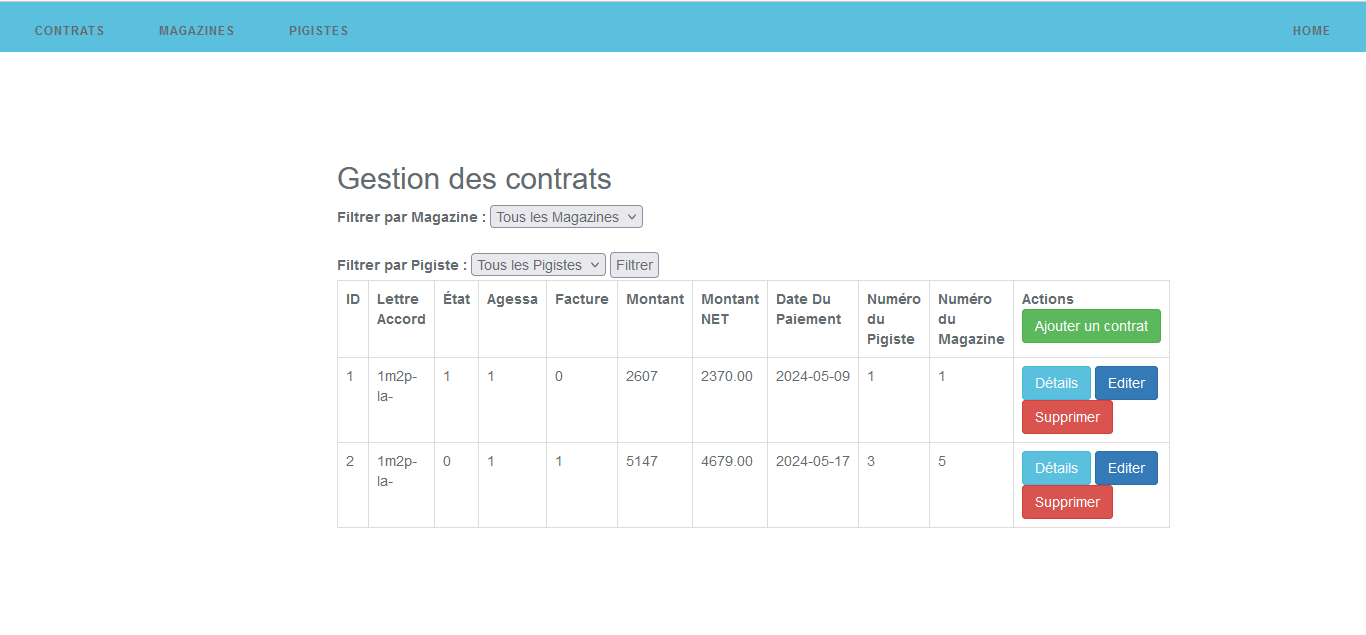 CONTRATS MAGAZINES PIGISTES HOME
Gestion des contrats
Filtrer par Magazine : Tous les Magazines
Filtrer par Pigiste : Tous les Pigistes Filtrer
ID Lettre Accord État Agessa Facture Montant Montant NET Date Du Paiement Numéro du Pigiste Numéro du Magazine Actions
Ajouter un contrat
1 1m2p-la- 1 1 0 2607 2370.00 2024-05-09 1 1 Détails Editer
Supprimer
2 1m2p-la- 0 1 1 5147 4679.00 2024-05-17 3 5 Détails Editer
Supprimer